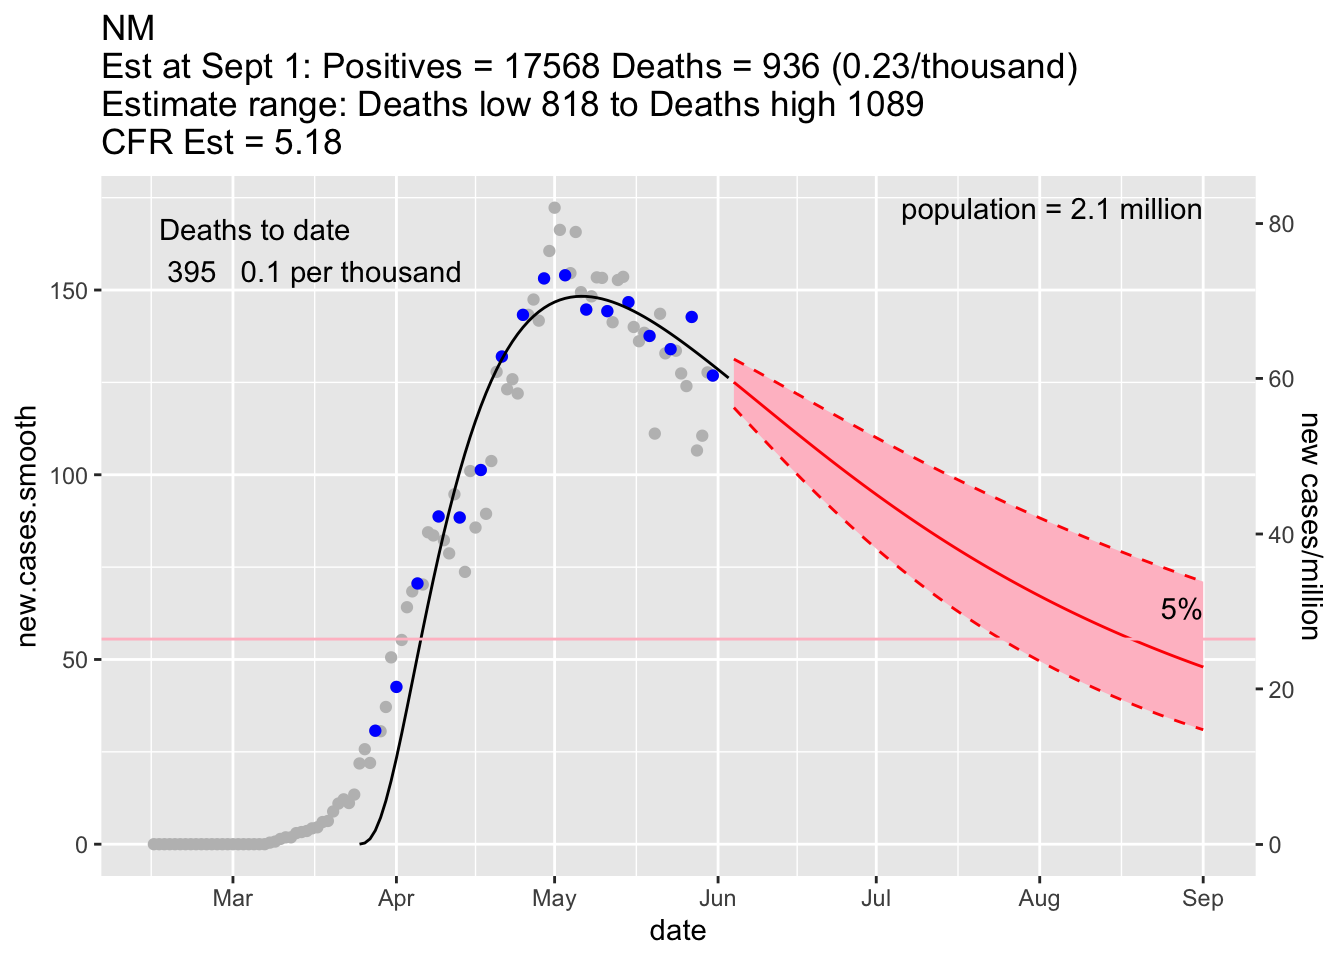 NM
Est at Sept 1: Positives = 17568 Deaths = 936 (0.23/thousand)
Estimate range: Deaths low 818 to Deaths high 1089
CFR Est = 5.18
Deaths to date
395 0.1 per thousand
population = 2.1 million
150
100
50
0
new.cases.smooth
80
60
40
20
0
new cases/million
5%
Mar Apr May Jun Jul Aug Sep
date